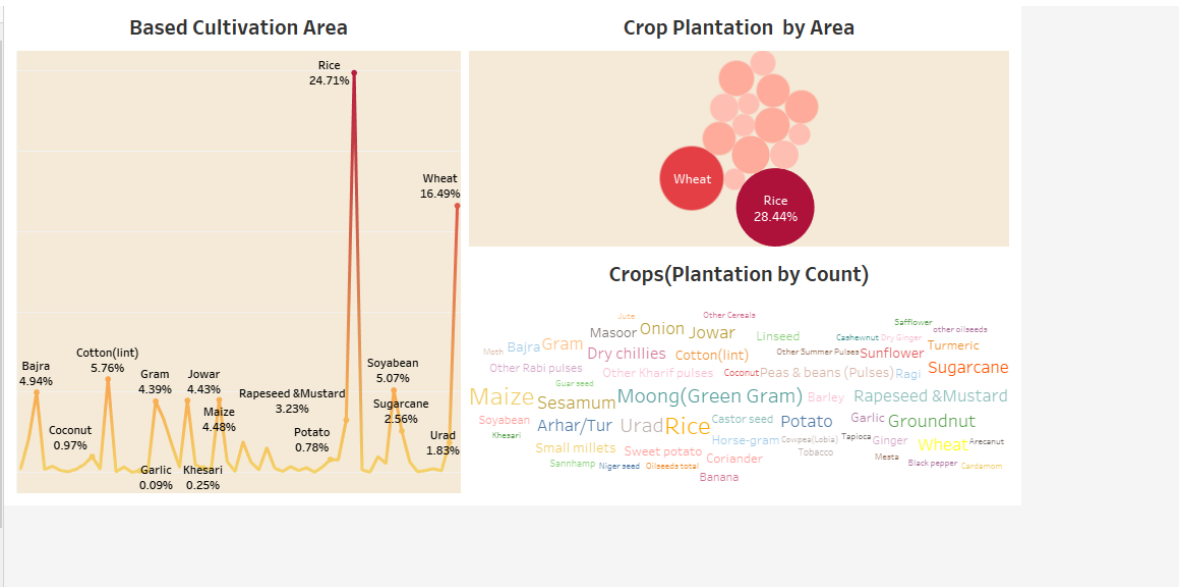 Based Cultivation Area
Rice
24.71%
Wheat
16.49%
Cotton(lint)
5.76%
Bajra
4.94%
Soyabean
5.07%
Gram
4.39%
Jowar
4.43%
Rapeseed &Mustard
3.23%
Sugarcane
2.56%
Maize
4.48%
Coconut
0.97%
Potato
0.78%
Urad
1.83%
Garlic
0.09%
Khesari
0.25%
Crop Plantation by Area
Wheat
Rice
28.44%
Crops(Plantation by Count)
Jute
Other Cereals
Safflower
Masoor
Onion
Jowar
Linseed
Cashewnut
Dry Ginger
other oilseeds
Moth
Bajra
Gram
Dry chillies
Cotton(lint)
Other Summer Pulses
Sunflower
Turmeric
Other Rabi pulses
Other Kharif pulses
Coconut
Peas & beans (Pulses)
Ragi
Sugarcane
Guar seed
Maize
Sesamum
Moong(Green Gram)
Barley
Rapeseed &Mustard
Soyabean
Arhar/Tur
Urad
Rice
Castor seed
Potato
Garlic
Groundnut
Khesari
Horse-gram
Cowpea(Lobia)
Tapioca
Ginger
Wheat
Arecanut
Small millets
Sweet potato
Coriander
Tobacco
Mesta
Sannhamp
Niger seed
Oilseeds total
Black pepper
Cardamom
Banana